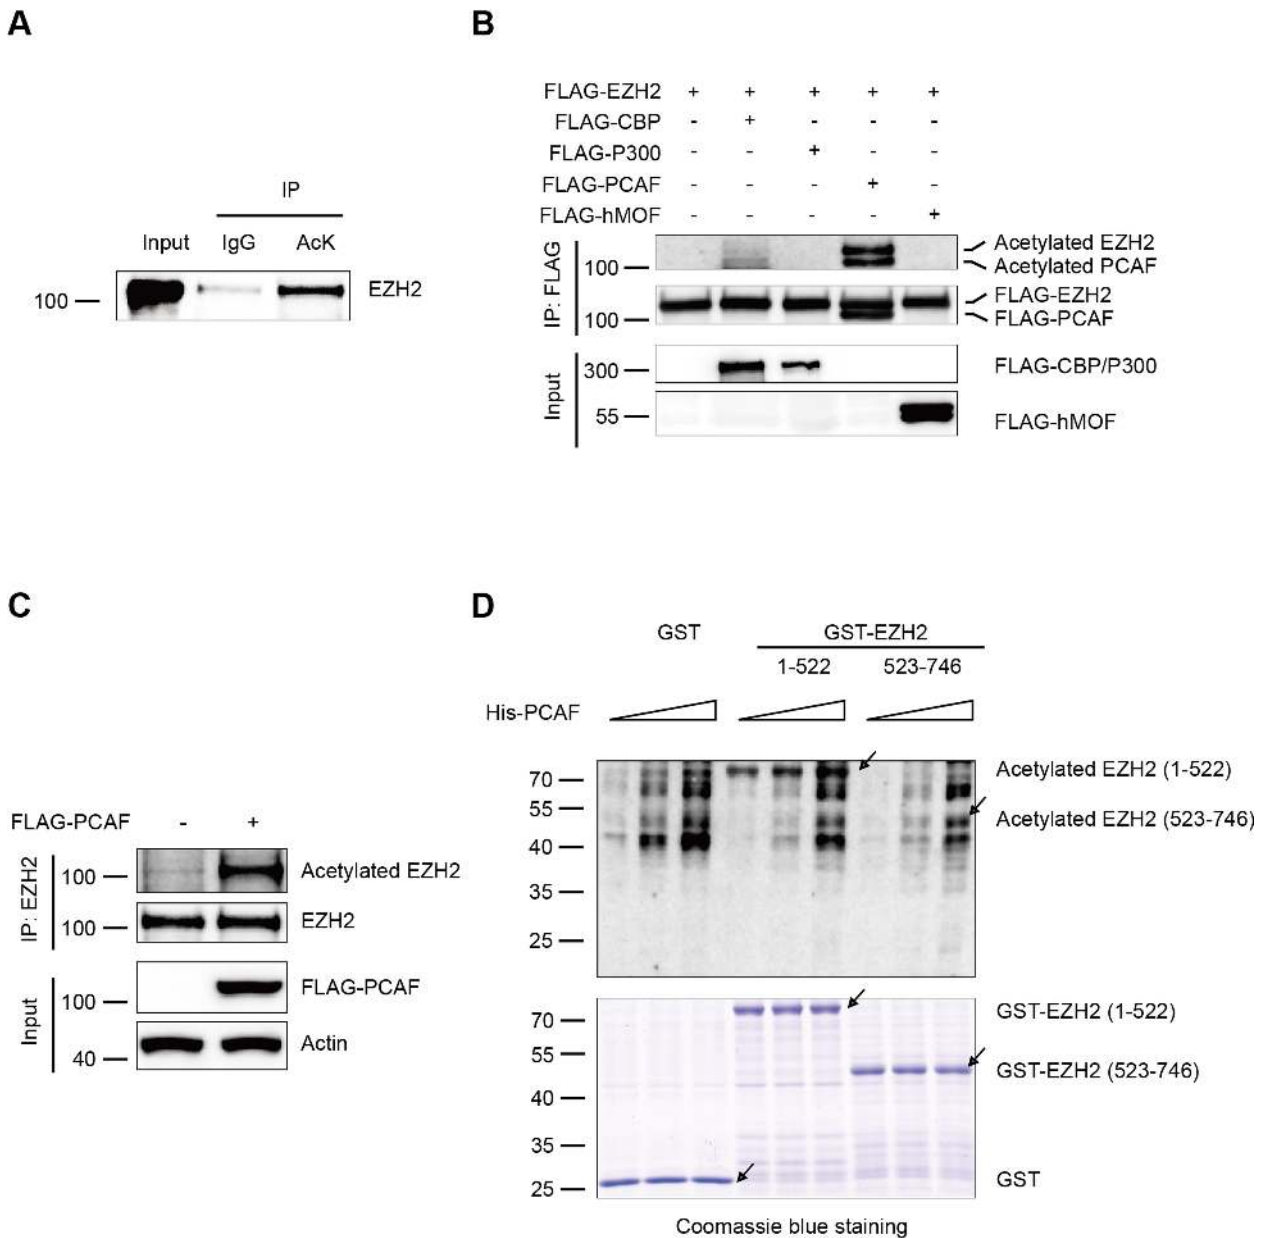 A
IP
Input IgG AcK
100
EZH2
B
FLAG-EZH2 + + + + +
FLAG-CBP - + - - -
FLAG-P300 - - + - -
FLAG-PCAF - - - + -
FLAG-hMOF - - - - +
IP: FLAG
100
Acetylated EZH2
Acetylated PCAF
100
FLAG-EZH2
FLAG-PCAF
Input
300
FLAG-CBP/P300
55
FLAG-hMOF
C
FLAG-PCAF - +
IP: EZH2
100
Acetylated EZH2
100
EZH2
Input
100
FLAG-PCAF
40
Actin
D
GST GST-EZH2
1-522 523-746
His-PCAF
70
Acetylated EZH2 (1-522)
55
Acetylated EZH2 (523-746)
40
35
25
70
GST-EZH2 (1-522)
55
GST-EZH2 (523-746)
40
35
25
GST
Coomassie blue staining